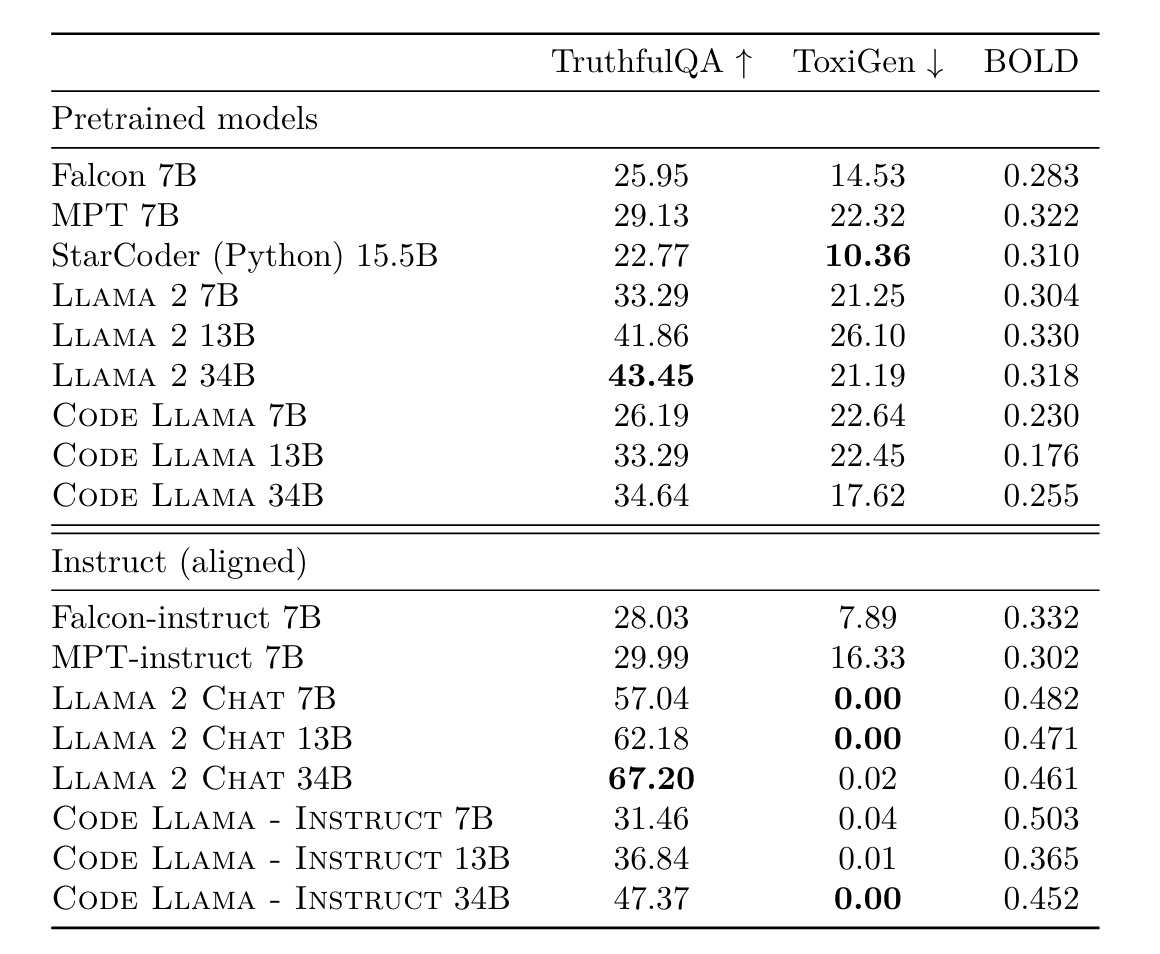 TruthfulQA ↑ ToxiGen ↓ BOLD
Pretrained models
Falcon 7B 25.95 14.53 0.283
MPT 7B 29.13 22.32 0.322
StarCoder (Python) 15.5B 22.77 10.36 0.310
Llama 2 7B 33.29 21.25 0.304
Llama 2 13B 41.86 26.10 0.330
Llama 2 34B 43.45 21.19 0.318
Code Llama 7B 26.19 22.64 0.230
Code Llama 13B 33.29 22.45 0.176
Code Llama 34B 34.64 17.62 0.255
Instruct (aligned)
Falcon-instruct 7B 28.03 7.89 0.332
MPT-instruct 7B 29.99 16.33 0.302
Llama 2 Chat 7B 57.04 0.00 0.482
Llama 2 Chat 13B 62.18 0.00 0.471
Llama 2 Chat 34B 67.20 0.02 0.461
Code Llama - Instruct 7B 31.46 0.04 0.503
Code Llama - Instruct 13B 36.84 0.01 0.365
Code Llama - Instruct 34B 47.37 0.00 0.452